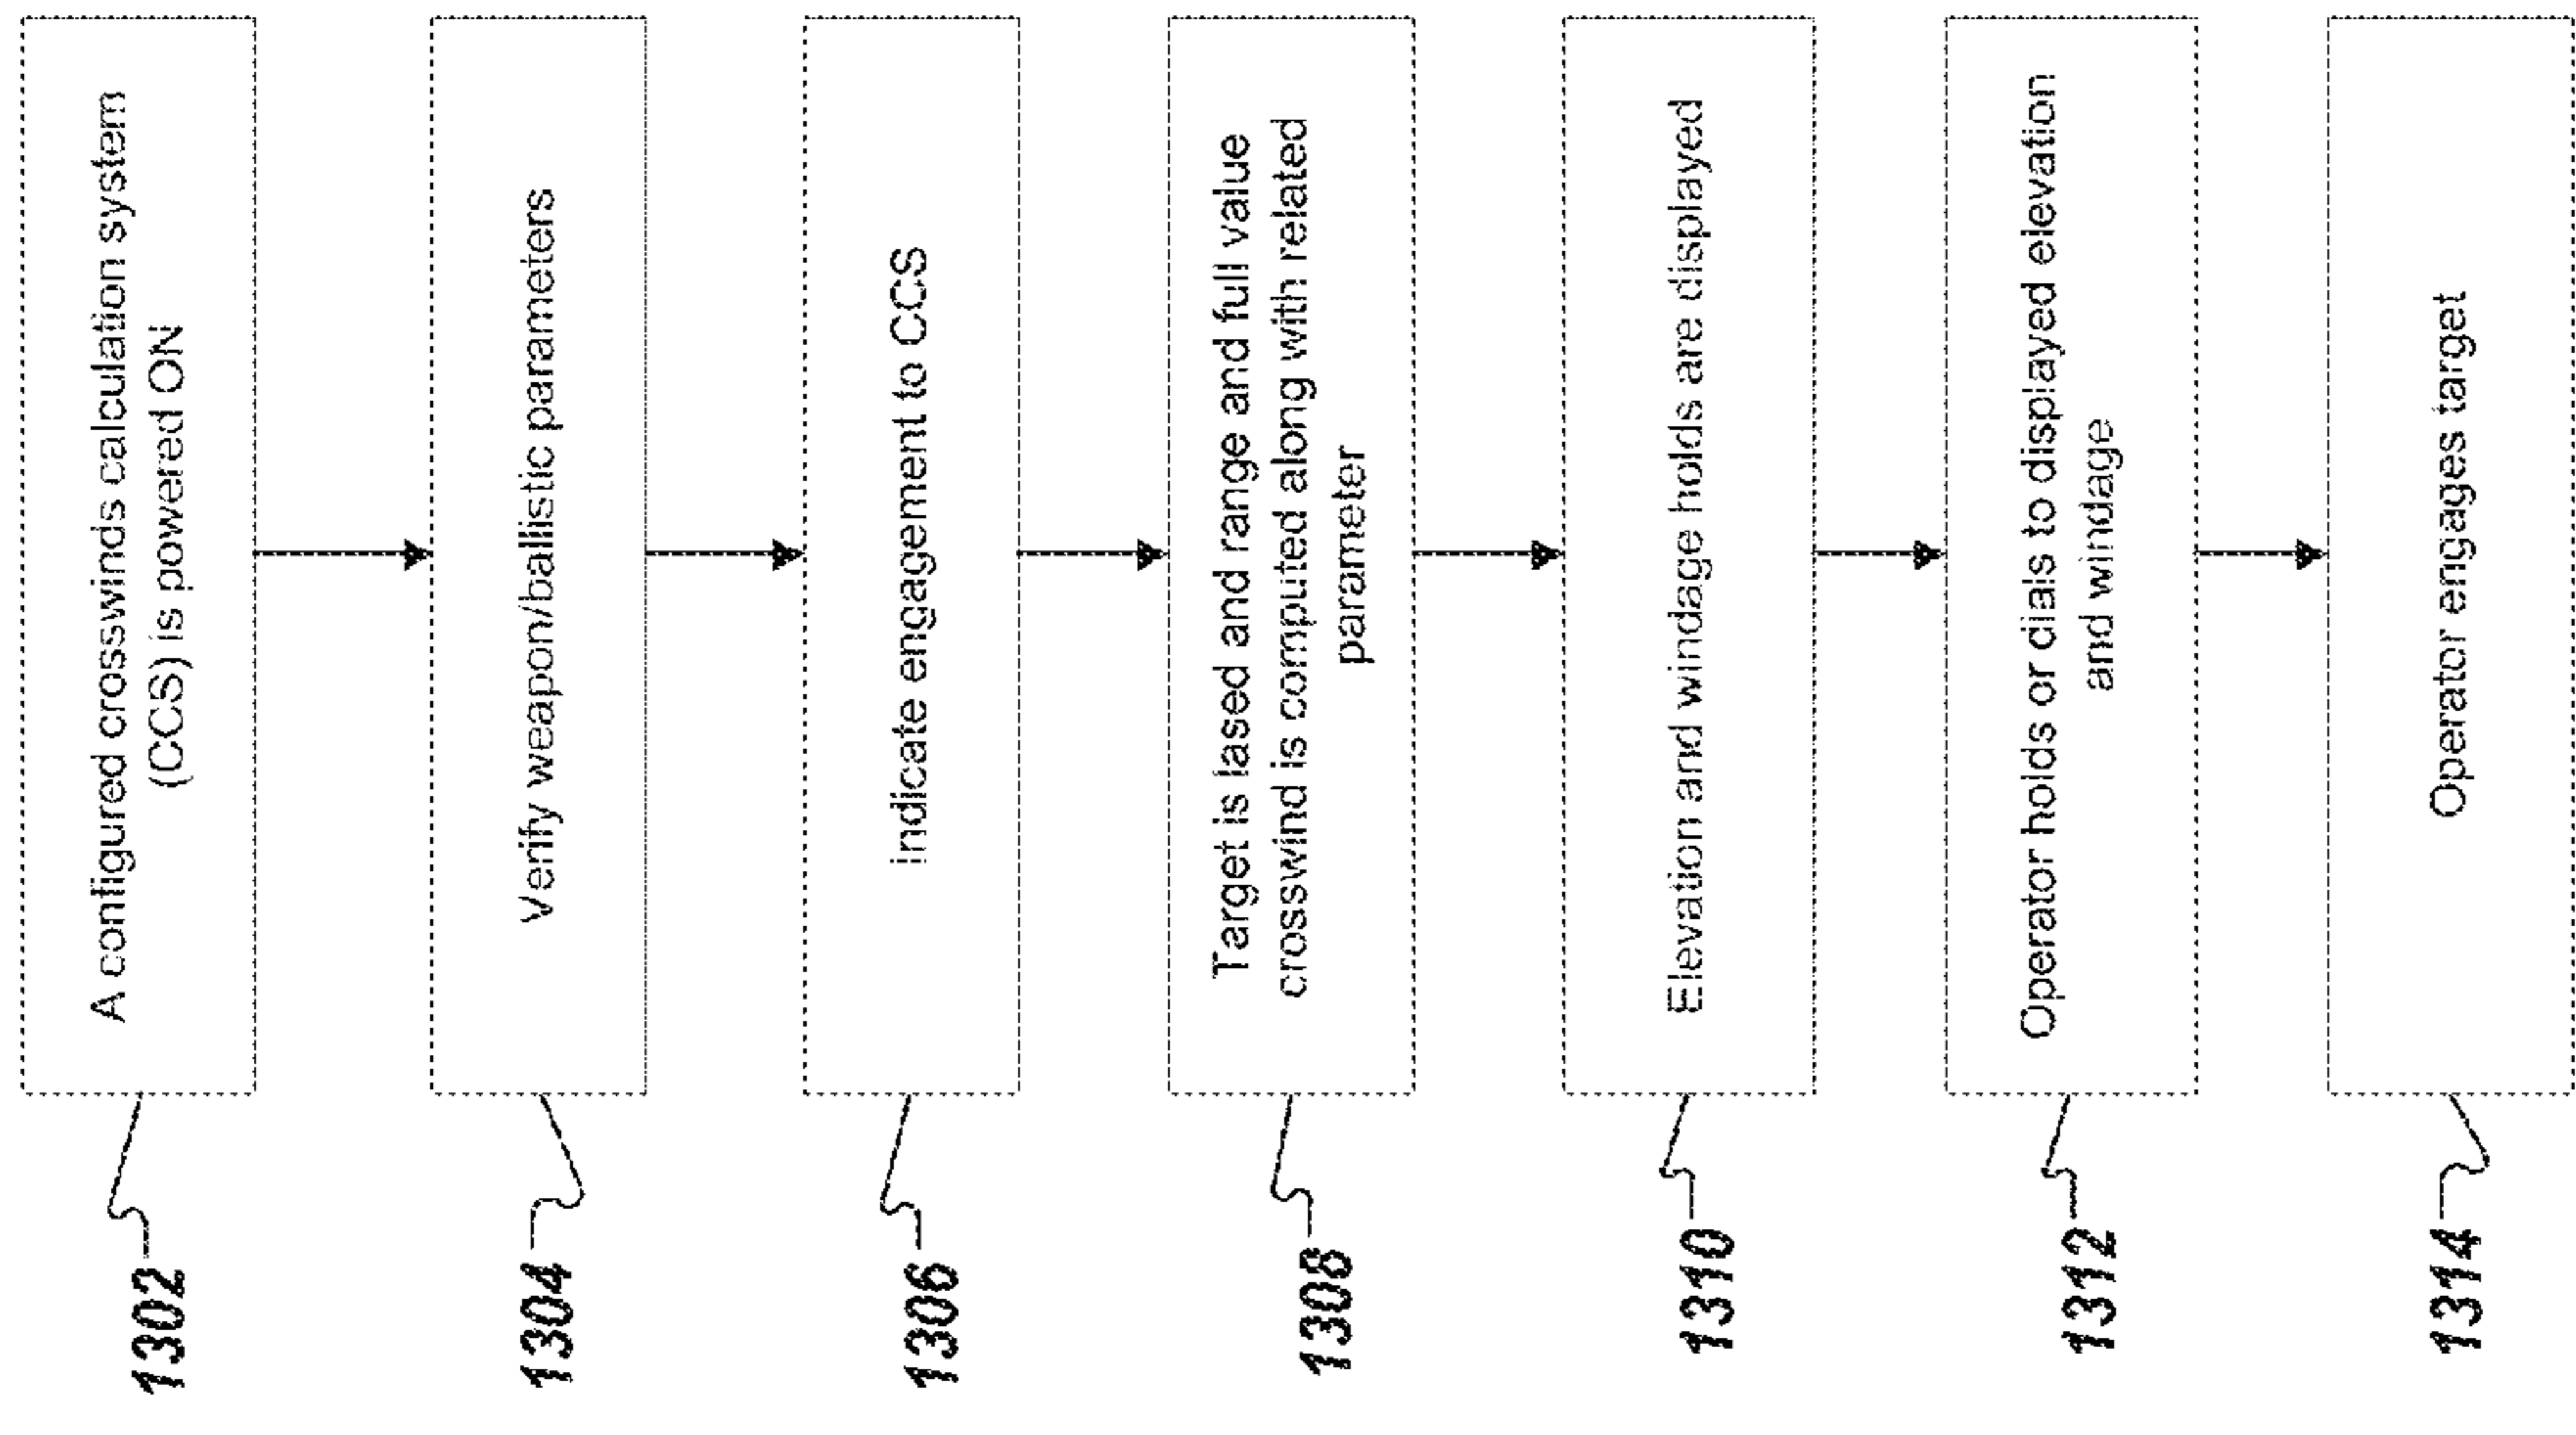 1302
A configured crosswinds calculation system
(CCS) is powered ON
1304
Verify weapon/ballistic parameters
1306
indicate engagement to CCS
1308
Target is lased and range and full value
crosswind is computed along with related
parameter
1310
Elevation and windage holds are displayed
1312
Operator holds or dials to displayed elevation
and windage
1314
Operator engages target